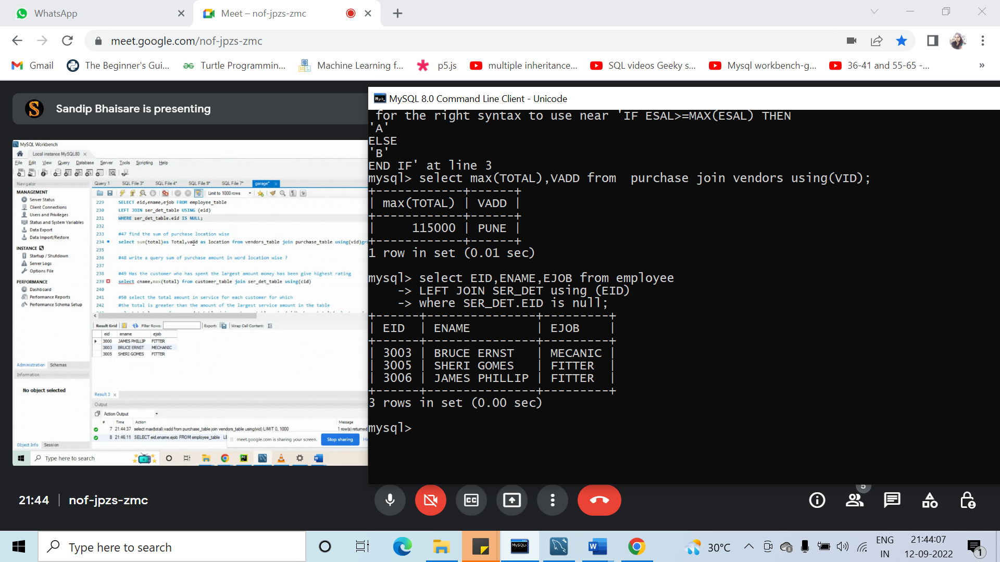 WhatsApp
Meet – nof-jpzs-zmc
meet.google.com/nof-jpzs-zmc
Gmail
The Beginner's Gui...
Turtle Programmin...
Machine Learning f...
p5.js
multiple inheritance...
SQL videos Geeky s...
Mysql workbench-g...
36-41 and 55-65 -...
»
Sandip Bhaisare is presenting
MySQL Workbench
Local instance MySQL80
File Edit View Query Database Server Tools Scripting Help
Navigator
MANAGEMENT
Server Status
Client Connections
Users and Privileges
Status and System Variables
Data Export
Data Import/Restore
INSTANCE
Startup / Shutdown
Server Logs
Options File
PERFORMANCE
Dashboard
Performance Reports
Performance Schema Setup
Administration Schemas
Information
No object selected
Object Info Session
Query 1 SQL File 3* SQL File 4* SQL File 9* SQL File 7* garage*
Limit to 1000 rows
229 SELECT eid,ename,ejob FROM employee_table
230 LEFT JOIN ser_det_table USING (eid)
231 WHERE ser_det_table.eid IS NULL;
232
233 #47 find the sum of purchase location wise
234 select sum(total)as Total,vadd as location from vendors_table join purchase_table using(vid)gr
235
236 #48 write a query sum of purchase amount in word location wise ?
237
238 #49 Has the customer who has spent the largest amount money has been give highest rating
239 select cname,max(total) from customer_table join ser_det_table using(cid)
240
241 #50 select the total amount in service for each customer for which
242 #the total is greater than the amount of the largest service amount in the table
Result Grid Filter Rows: Export: Wrap Cell Content:
eid ename ejob
3000 JAMES PHILLIP FITTER
3003 BRUCE ERNST MECHANIC
3005 SHERI GOMES FITTER
Result 3
Output
Action Output
# Time Action Message
7 21:44:37 select max(total),vadd from purchase_table join vendors_table using(vid) LIMIT 0, 1000 1 row(s) returned
8 21:46:11 SELECT eid,ename,ejob FROM employee_table LE
meet.google.com is sharing your screen. Stop sharing Hi
Type here to search
MySQL 8.0 Command Line Client - Unicode
for the right syntax to use near 'IF ESAL>=MAX(ESAL) THEN
'A'
ELSE
'B'
END IF' at line 3
mysql> select max(TOTAL),VADD from  purchase join vendors using(VID);
+------------+------+
| max(TOTAL) | VADD |
+------------+------+
|     115000 | PUNE |
+------------+------+
1 row in set (0.01 sec)
mysql> select EID,ENAME,EJOB from employee
    -> LEFT JOIN SER_DET using (EID)
    -> where SER_DET.EID is null;
+------+---------------+---------+
| EID  | ENAME         | EJOB    |
+------+---------------+---------+
| 3003 | BRUCE ERNST   | MECANIC |
| 3005 | SHERI GOMES   | FITTER  |
| 3006 | JAMES PHILLIP | FITTER  |
+------+---------------+---------+
3 rows in set (0.00 sec)
mysql>
21:44 | nof-jpzs-zmc
CC
5
Type here to search
MySQL>
30°C
ENG
IN
21:44:07
12-09-2022
1